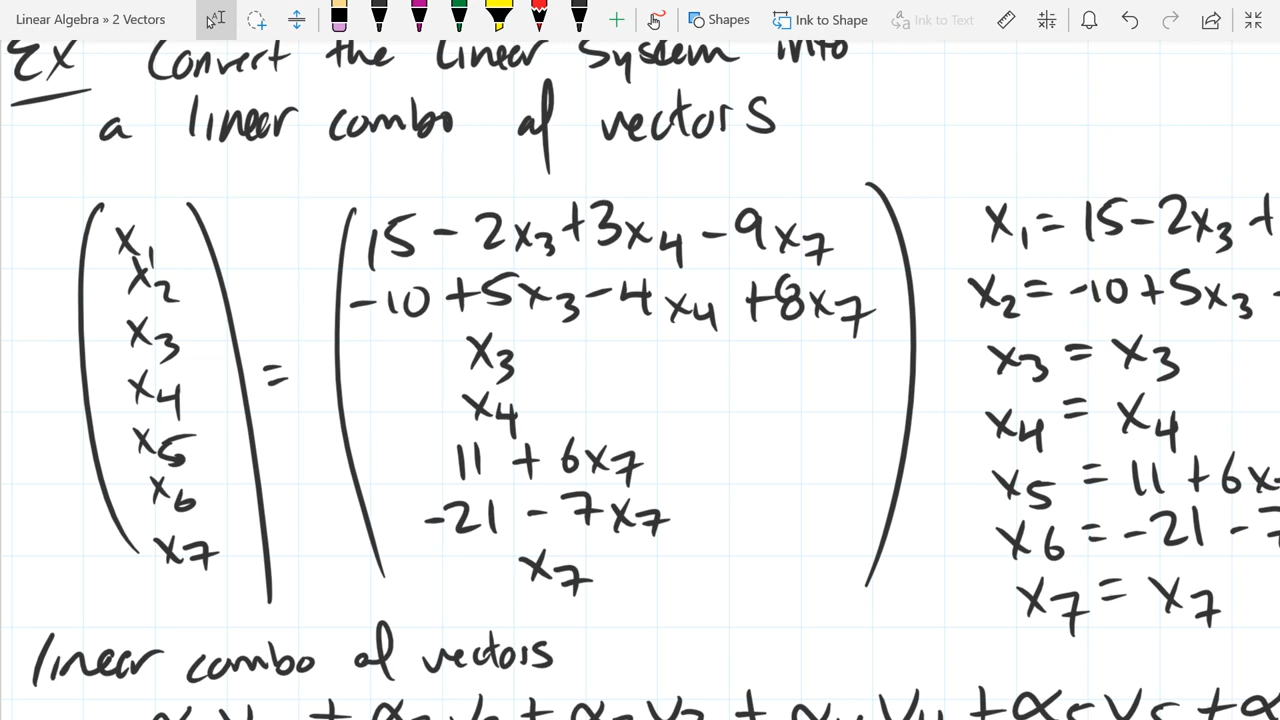 Linear Algebra » 2 Vectors
Shapes
Ink to Shape
Ink to Text
Ex Convert the Linear System into
a linear combo of vectors
x₁ 15 - 2x₃ + 3x₄ - 9x₇ x₁ = 15 - 2x₃ +
x₂ -10 + 5x₃ - 4x₄ + 8x₇ x₂ = -10 + 5x₃ -
x₃ x₃ x₃ = x₃
x₄ = x₄ x₄ = x₄
x₅ 11 + 6x₇ x₅ = 11 + 6x
x₆ -21 - 7x₇ x₆ = -21 - 7
x₇ x₇ x₇ = x₇
linear combo of vectors